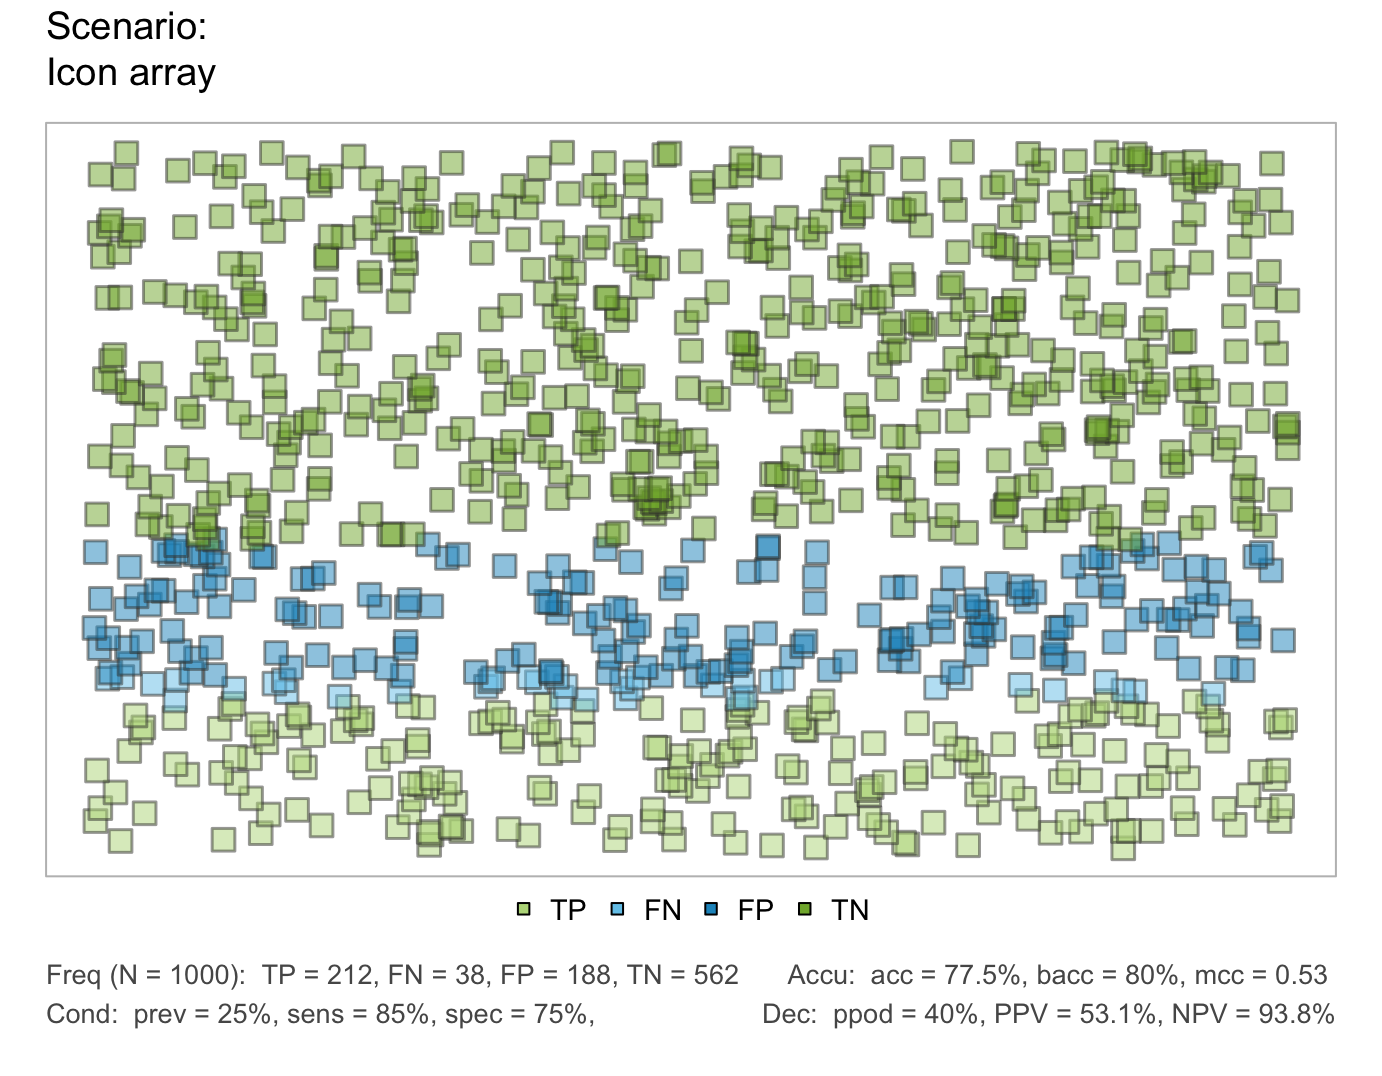 Scenario:
Icon array
TP FN FP TN
Freq (N = 1000):  TP = 212, FN = 38, FP = 188, TN = 562 Accu:  acc = 77.5%, bacc = 80%, mcc = 0.53
Cond:  prev = 25%, sens = 85%, spec = 75%, Dec:  ppod = 40%, PPV = 53.1%, NPV = 93.8%